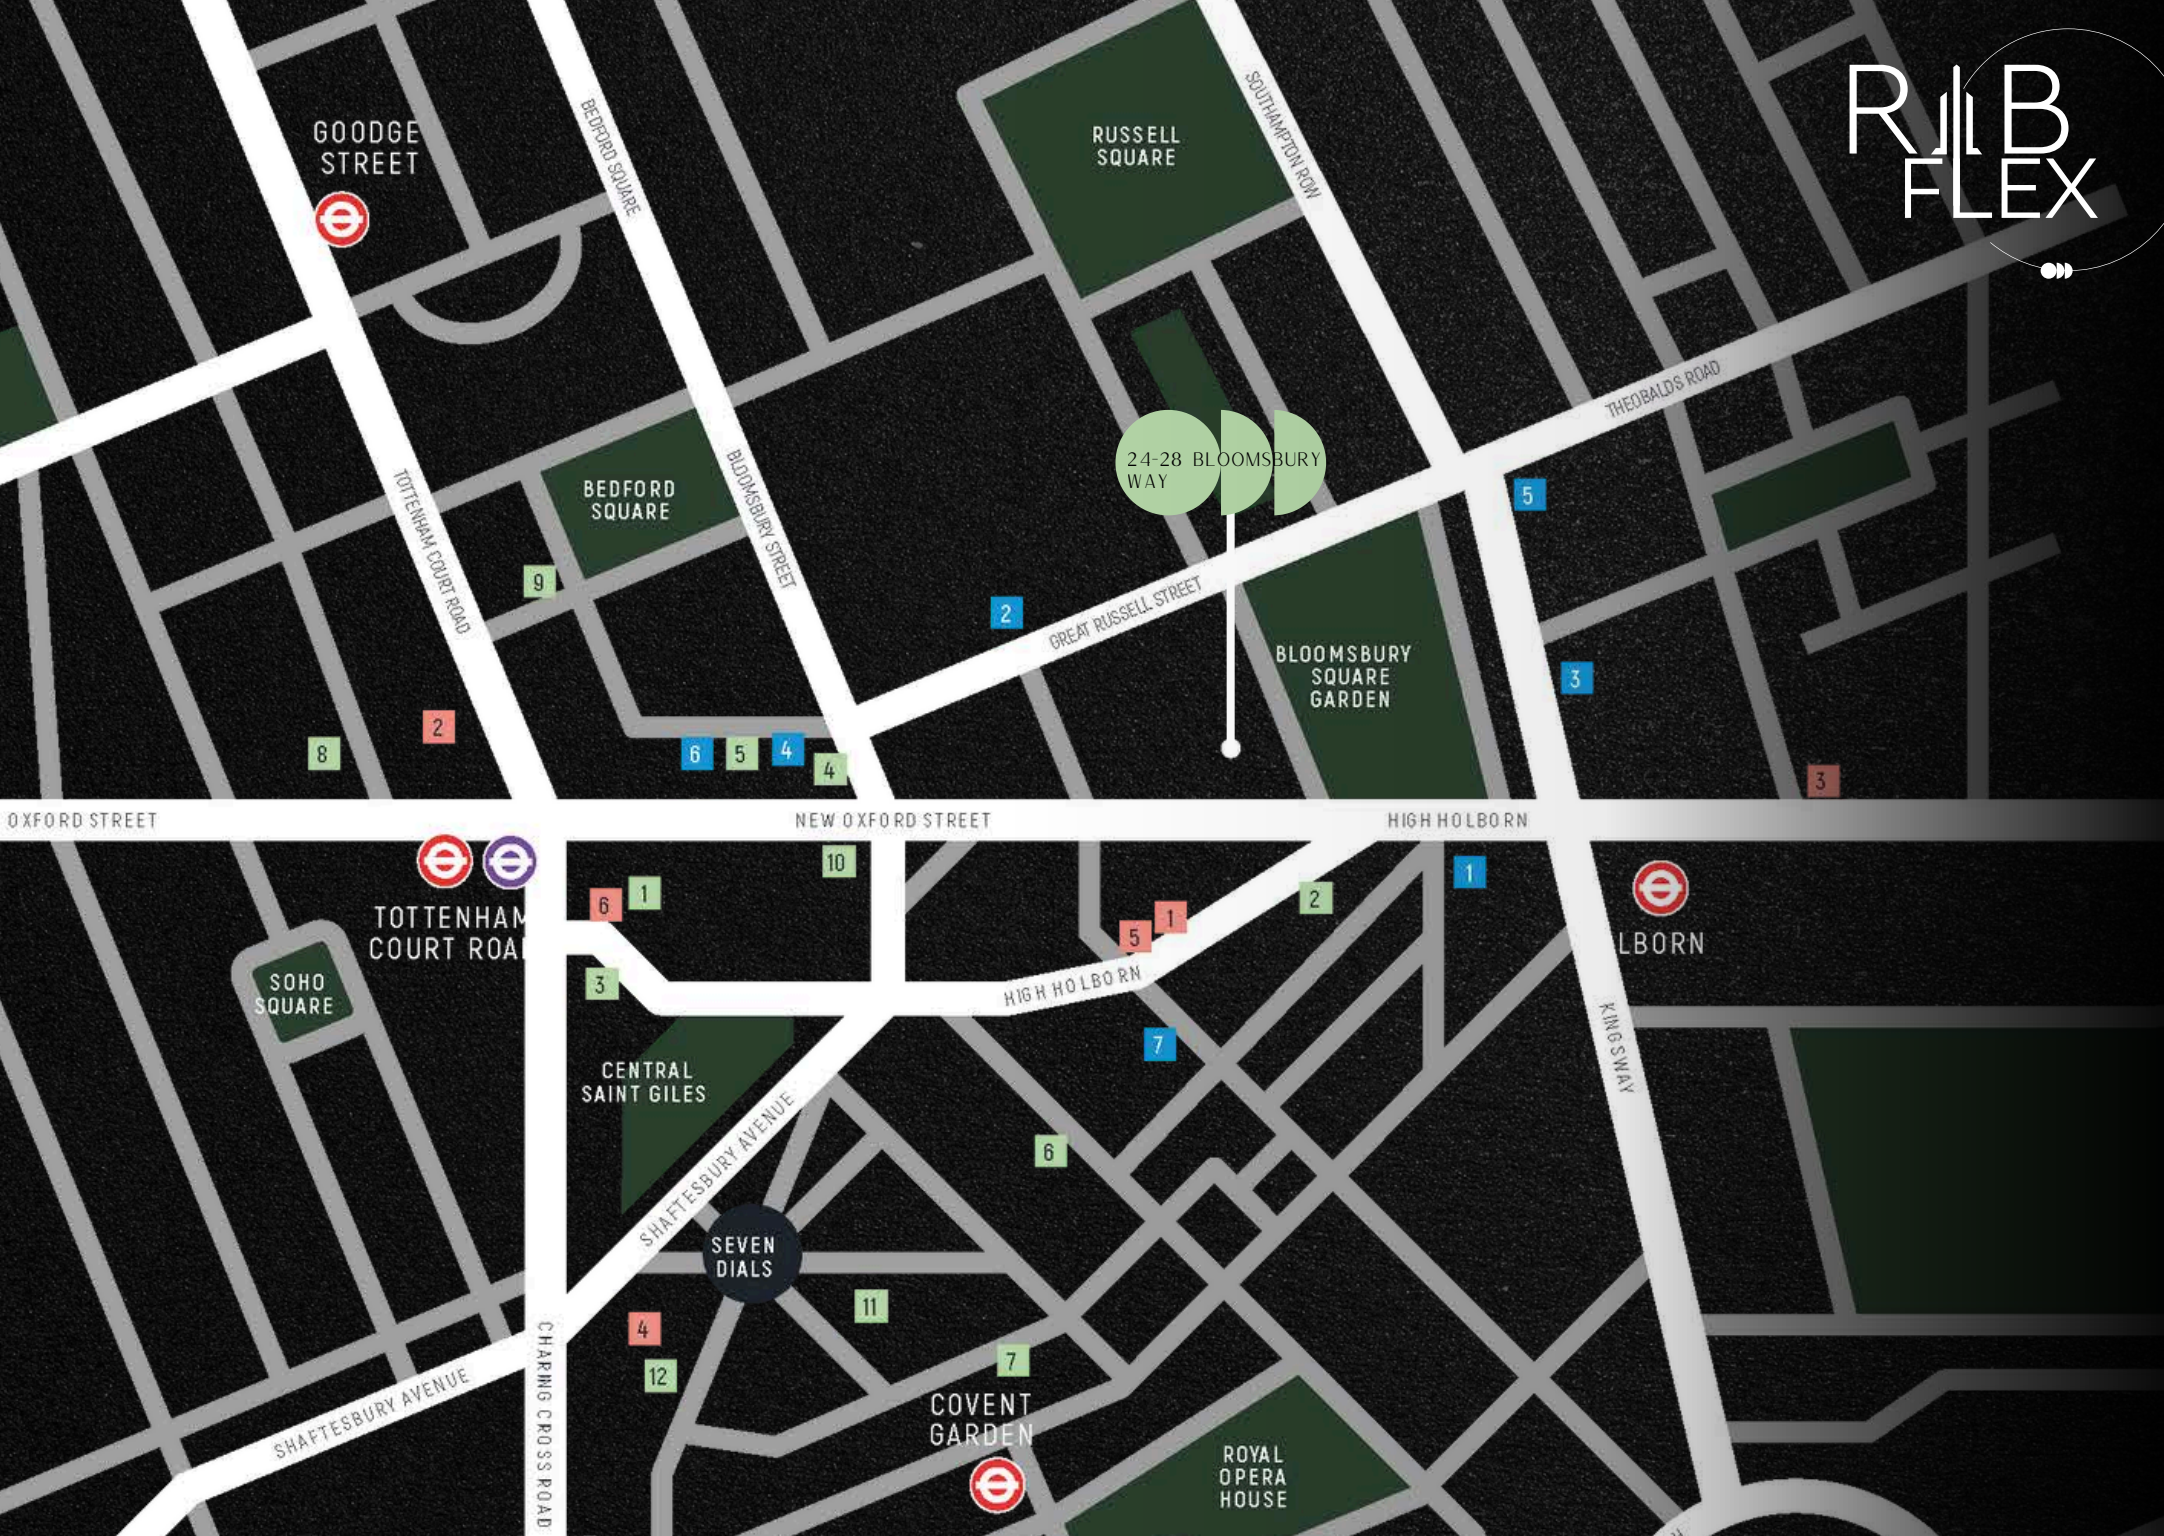 R B
FLEX
GOODGE
STREET
BEDFORD SQUARE
RUSSELL
SQUARE
SOUTHAMPTON ROW
THEOBALDS ROAD
24-28 BLOOMSBURY
WAY
BEDFORD
SQUARE
TOTTENHAM COURT ROAD
BLOOMSBURY STREET
5
9
2
GREAT RUSSELL STREET
BLOOMSBURY
SQUARE
GARDEN
3
2
8
6
5
4
4
3
OXFORD STREET
NEW OXFORD STREET
HIGH HOLBORN
10
1
6
1
2
1
5
TOTTENHAM
COURT ROA
LBORN
3
HIGH HOLBORN
SOHO
SQUARE
KINGSWAY
7
CENTRAL
SAINT GILES
SHAFTESBURY AVENUE
6
SEVEN
DIALS
11
4
12
7
CHARING CROSS ROAD
SHAFTESBURY AVENUE
COVENT
GARDEN
ROYAL
OPERA
HOUSE